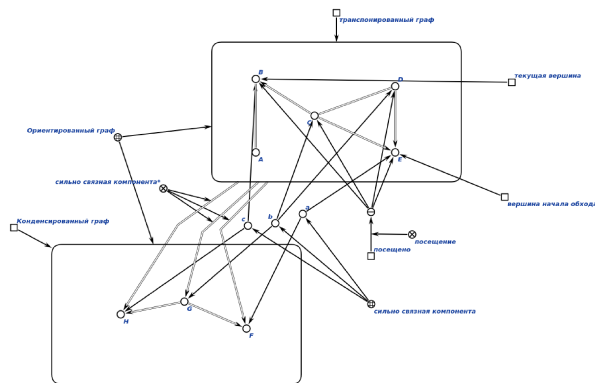 транспонированный граф
текущая вершина
B
D
C
Ориентированный граф
A
E
сильно связная компонента*
вершина начала обхода
Конденсированный граф
c
b
a
посещение
посещено
G
сильно связная компонента
H
F